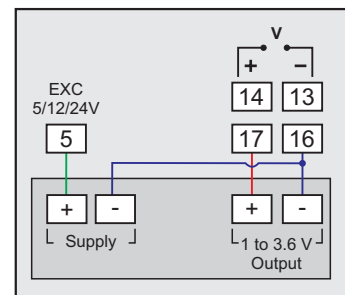 V
+ −
EXC
5/12/24V
14 13
5 17 16
+ - + -
Supply 1 to 3.6 V
Output